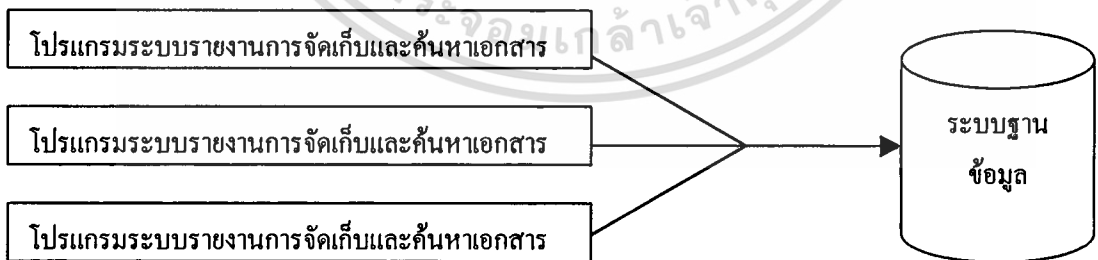 โปรแกรมระบบรายงานการจัดเก็บและค้นหาเอกสาร
โปรแกรมระบบรายงานการจัดเก็บและค้นหาเอกสาร
โปรแกรมระบบรายงานการจัดเก็บและค้นหาเอกสาร
ระบบฐาน
ข้อมูล